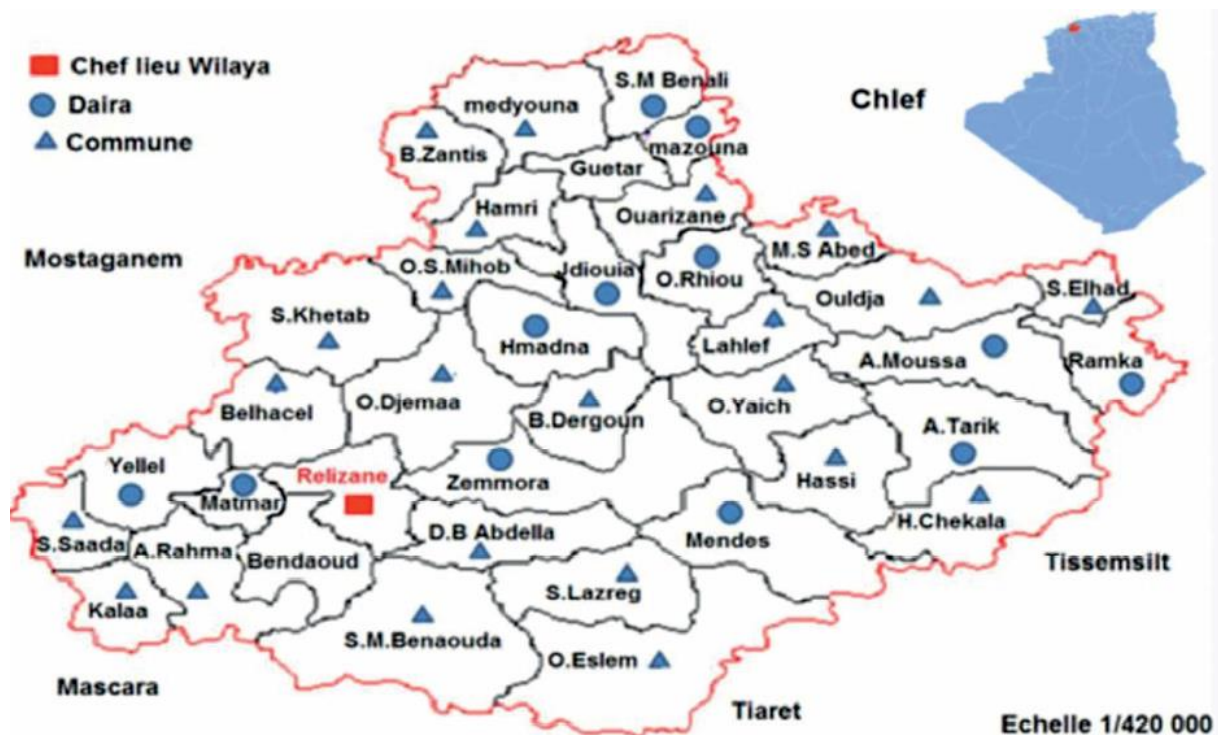 Chef lieu Wilaya
Daira
Commune
Chlef
Mostaganem
S.M Benali
medyouna
mazouna
B.Zantis
Guetar
Hamri
Ouarizane
M.S Abed
O.S.Mihob
Jdiouia
O.Rhiou
Ouldja
S.Elhad
S.Khetab
Hmadna
Lahlef
A.Moussa
Ramka
Belhacel
O.Djemaa
B.Dergoun
O.Yaich
A.Tarik
Yellel
Relizane
Matmar
Zemmora
Hassi
H.Chekala
S.Saada
A.Rahma
Bendaoud
D.B Abdella
Mendes
Tissemsilt
Kalaa
S.Lazreg
S.M.Benaouda
O.Eslem
Mascara
Tiaret
Echelle 1/420 000